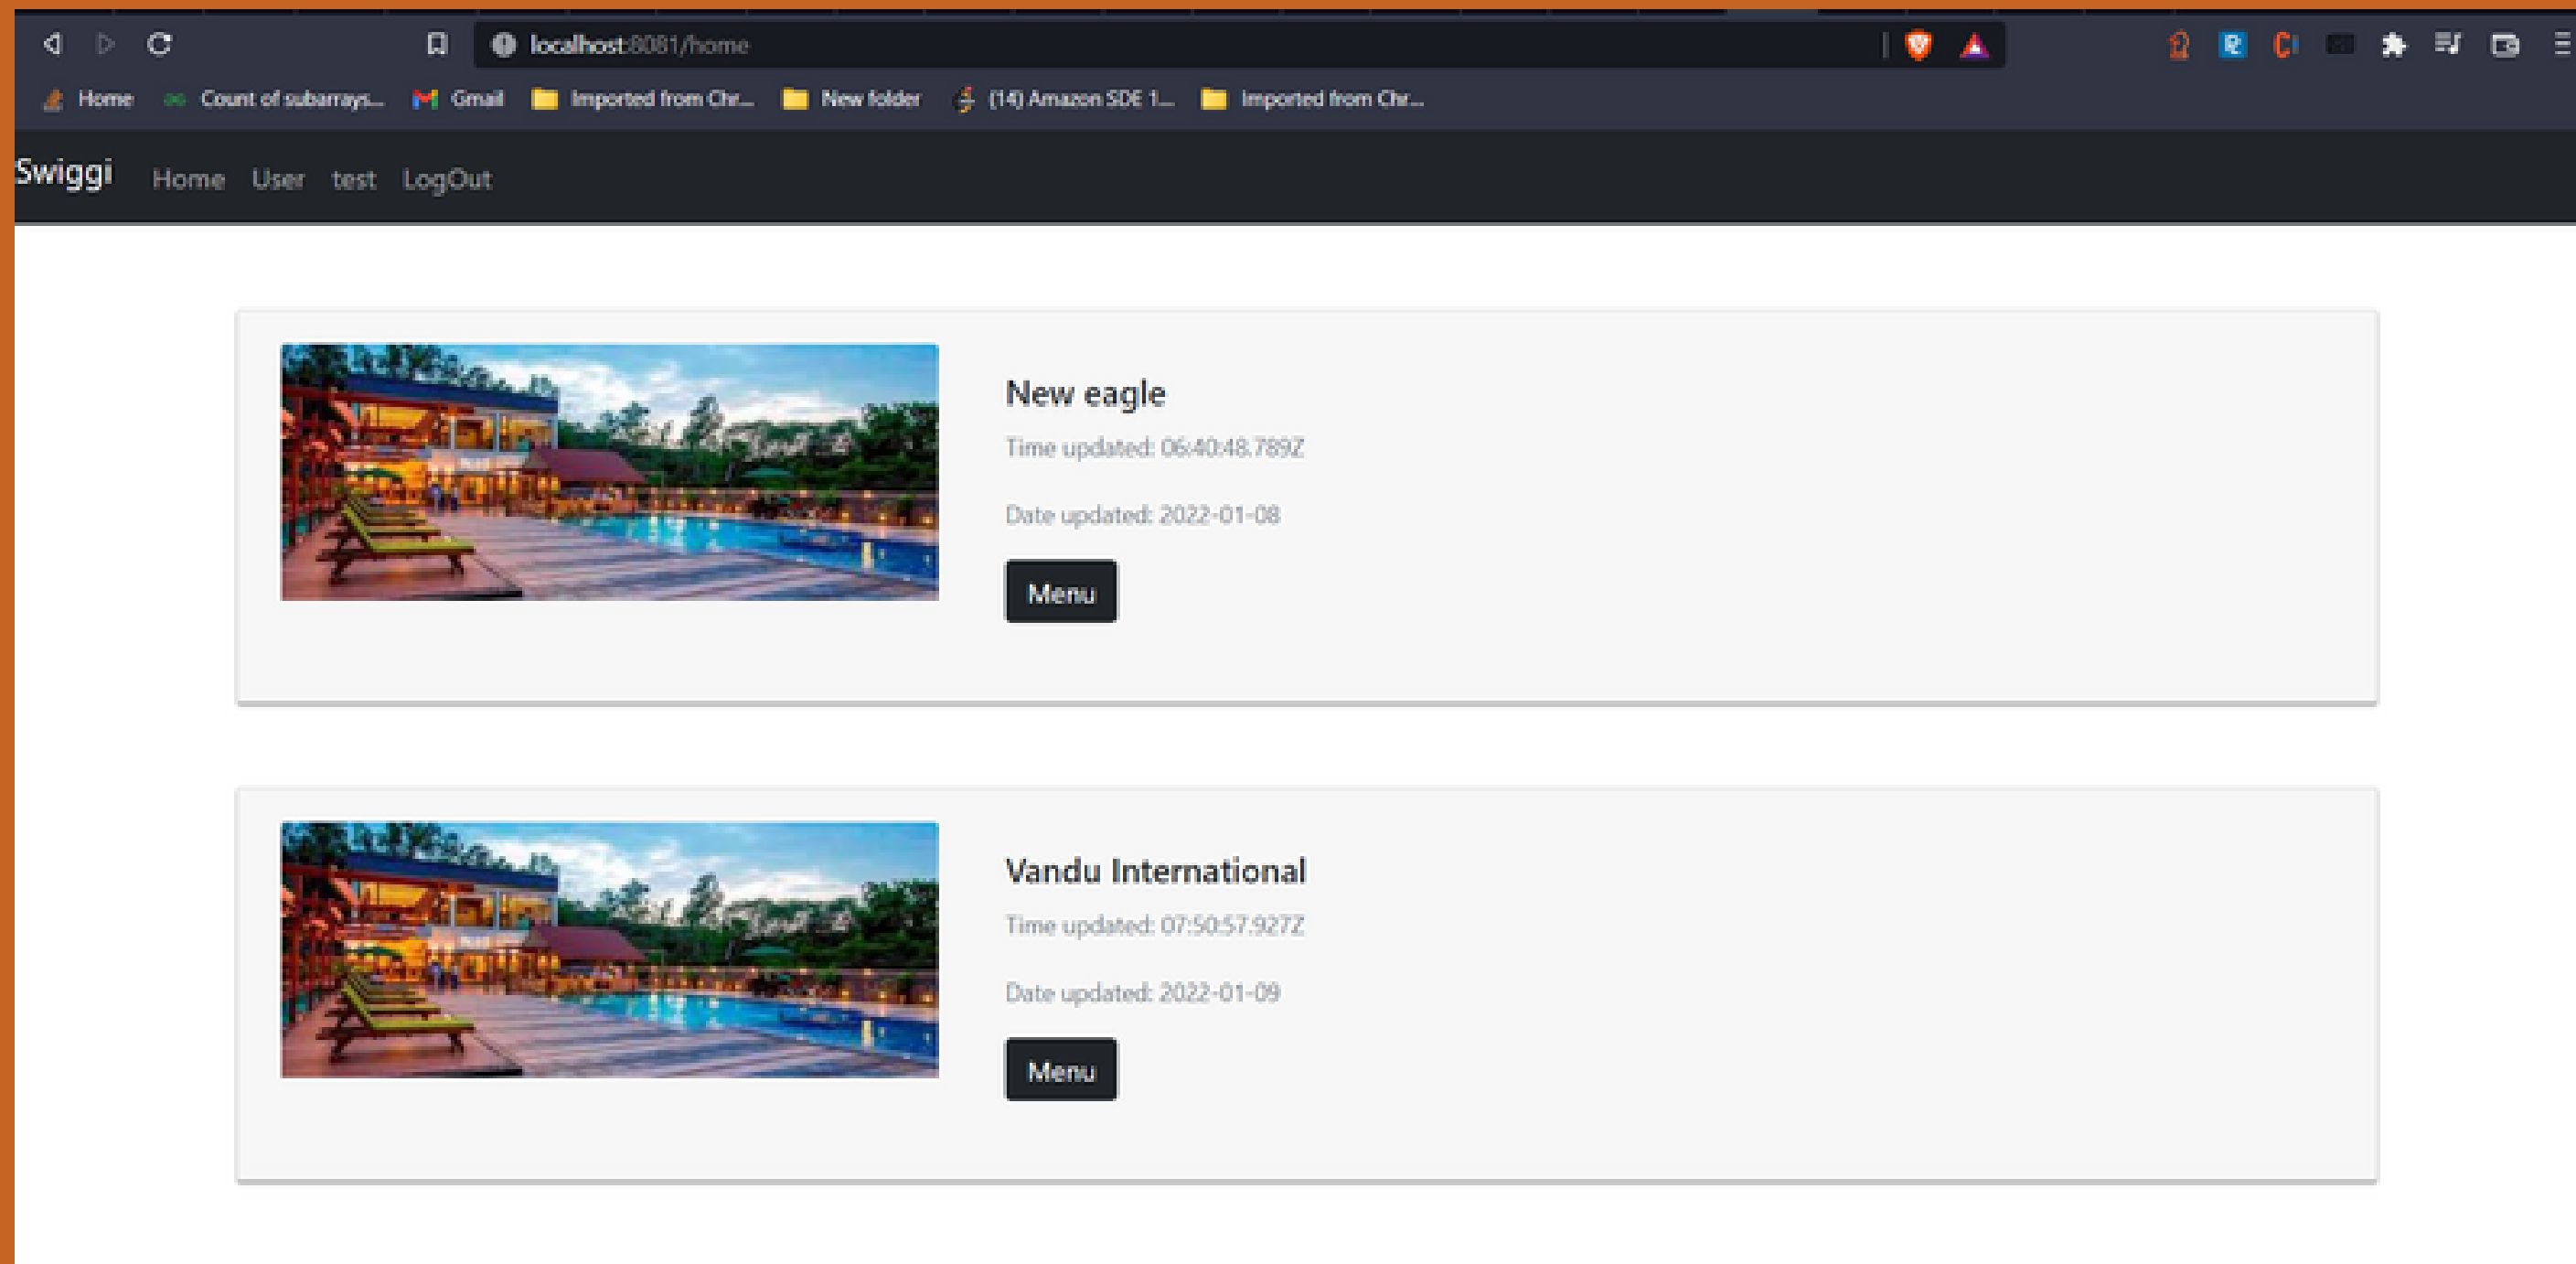 localhost:8081/home
Home Count of subarrays... Gmail Imported from Chr... New folder (14) Amazon SDE 1... Imported from Chr...
Swiggi Home User test LogOut
New eagle
Time updated: 06:40:48.789Z
Date updated: 2022-01-08
Menu
Vandu International
Time updated: 07:50:57.927Z
Date updated: 2022-01-09
Menu